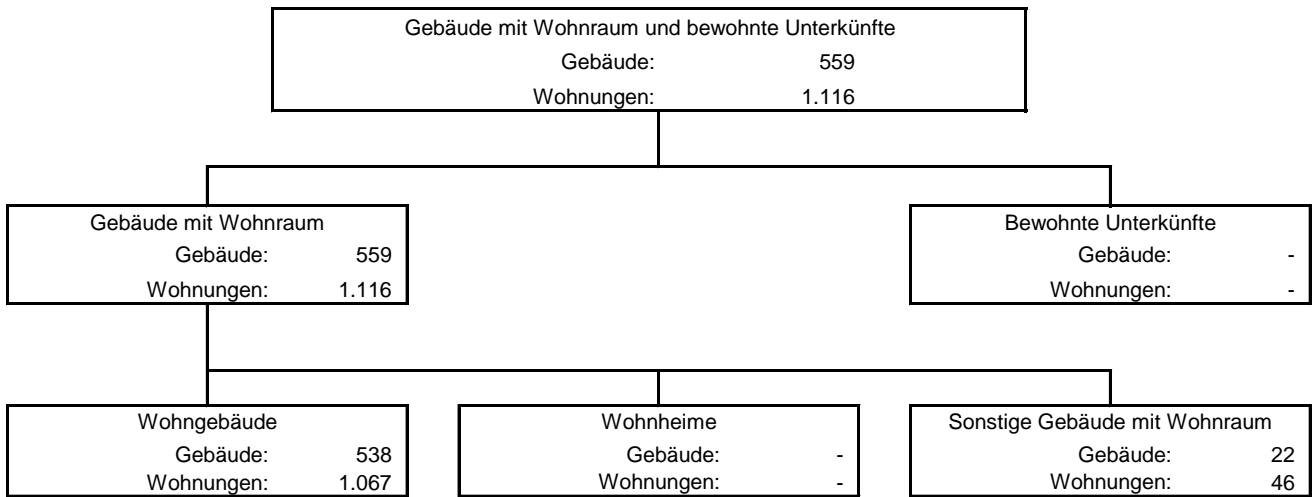 Gebäude mit Wohnraum und bewohnte Unterkünfte
Gebäude: 559
Wohnungen: 1.116
Gebäude mit Wohnraum
Gebäude: 559
Wohnungen: 1.116
Bewohnte Unterkünfte
Gebäude: -
Wohnungen: -
Wohngebäude
Gebäude: 538
Wohnungen: 1.067
Wohnheime
Gebäude: -
Wohnungen: -
Sonstige Gebäude mit Wohnraum
Gebäude: 22
Wohnungen: 46